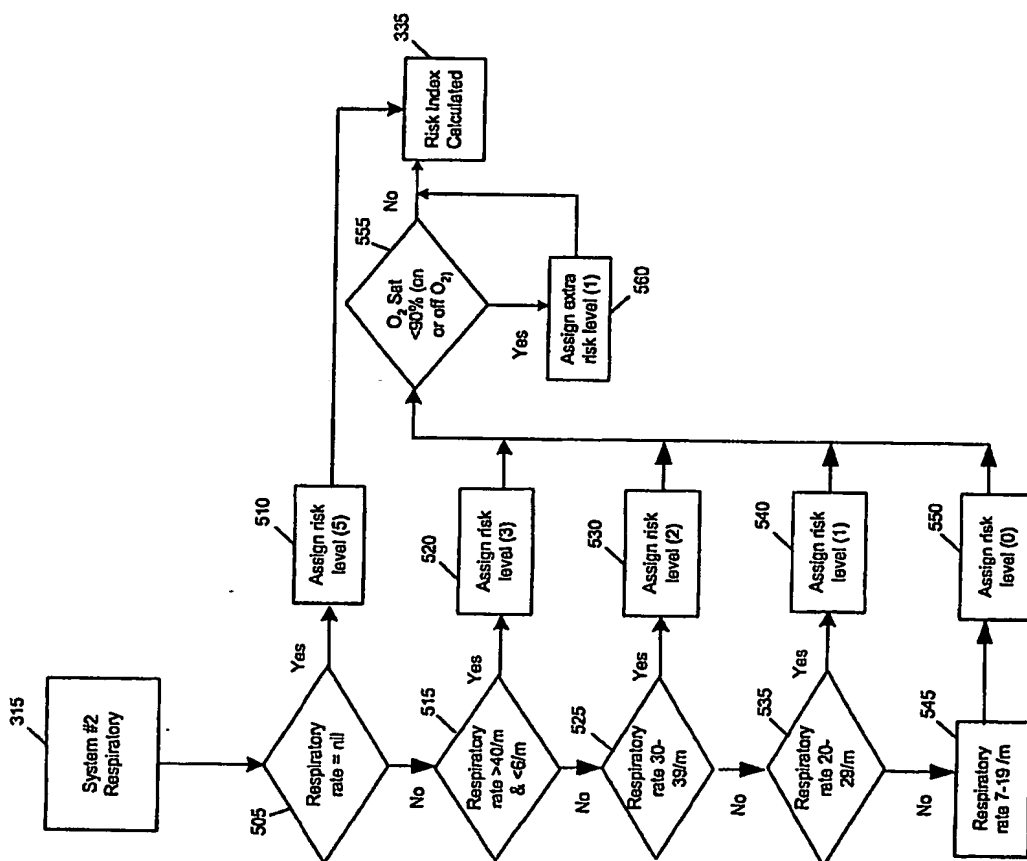 315
System #2
Respiratory
505
Respiratory
rate = nil
Yes
510
Assign risk
level (5)
335
Risk Index
Calculated
No
515
Respiratory
rate >40/m
& <6/m
Yes
520
Assign risk
level (3)
555
O₂ Sat
<90% (on
or off O₂)
No
Yes
Assign extra
risk level (1)
560
No
525
Respiratory
rate 30-
39/m
Yes
530
Assign risk
level (2)
No
535
Respiratory
rate 20-
29/m
Yes
540
Assign risk
level (1)
No
545
Respiratory
rate 7-19 /m
550
Assign risk
level (0)